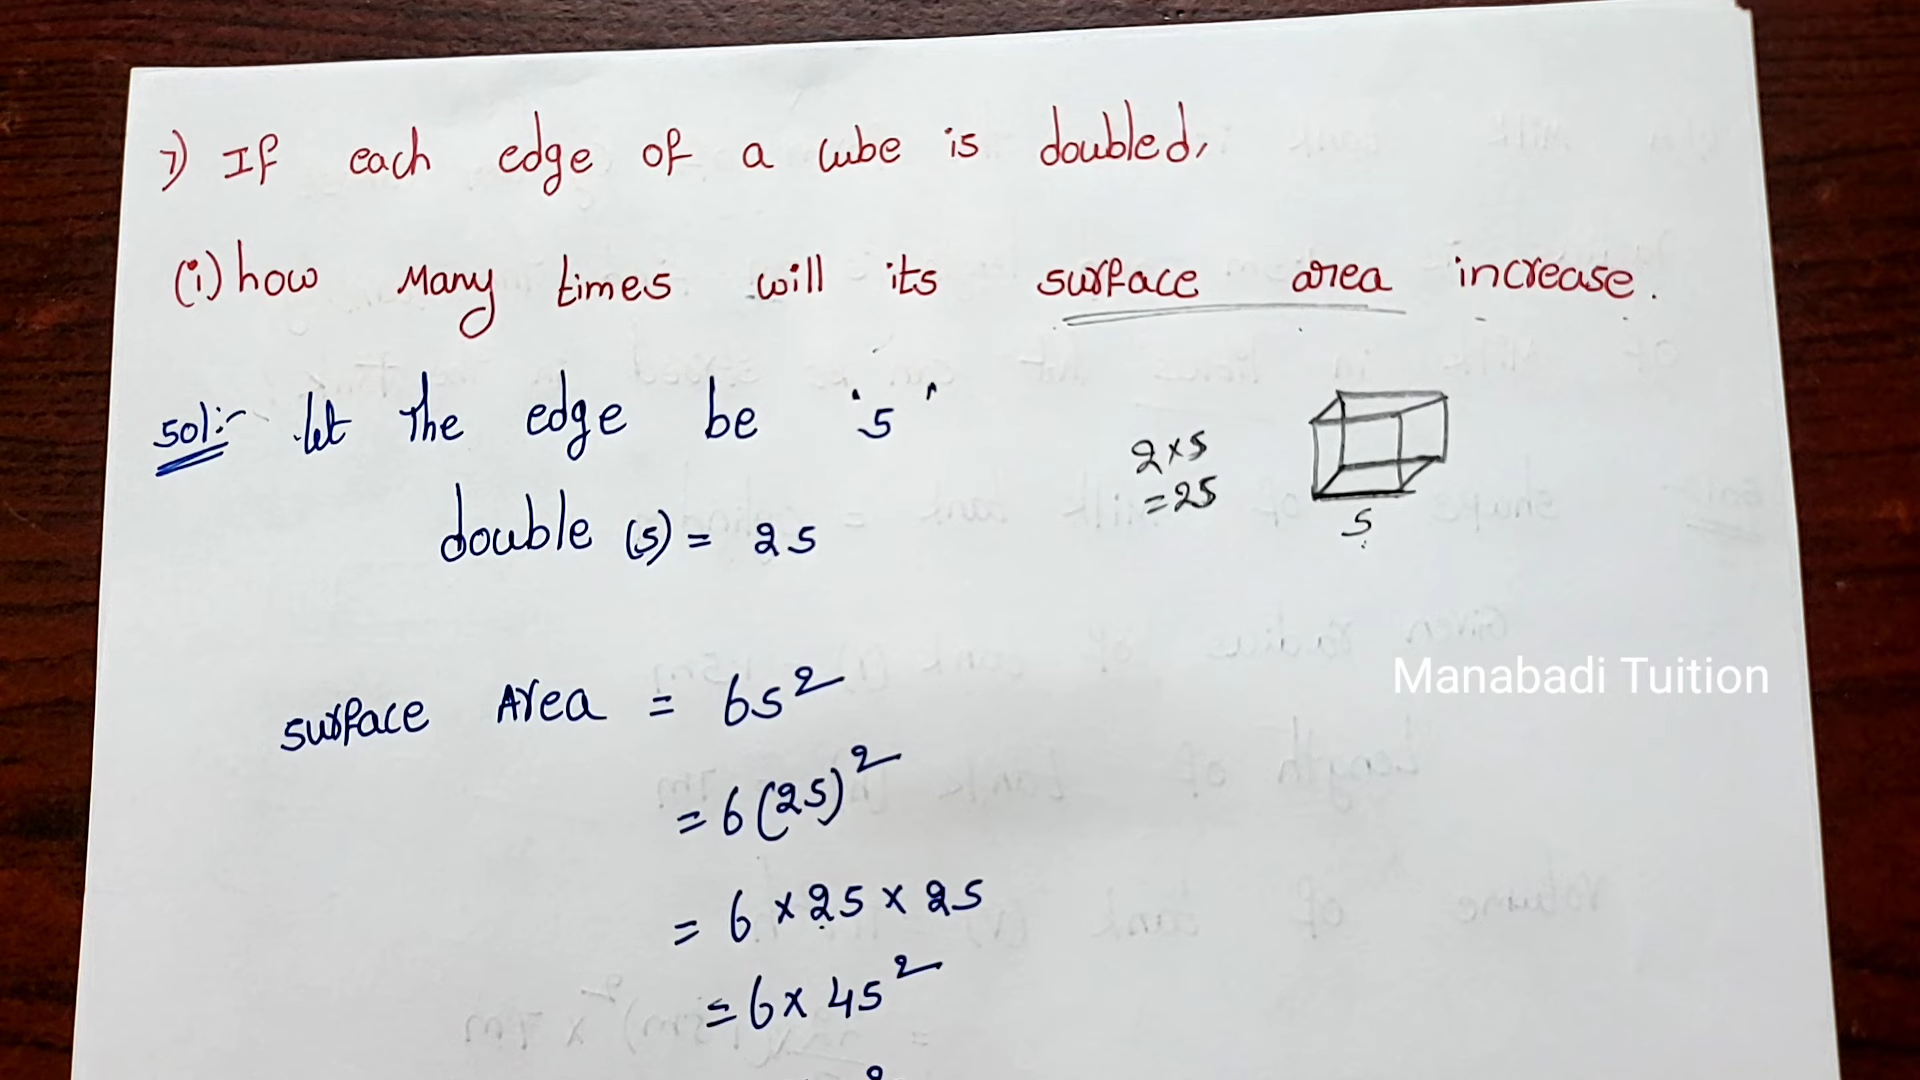 7) If each edge of a cube is doubled,
(i) how many times will its surface area increase.
Sol:- let the edge be 's'
double (s) = 2s
2×s
=2s
s
Surface Area = 6s²
= 6(2s)²
= 6×2s×2s
= 6×4s²
Manabadi Tuition